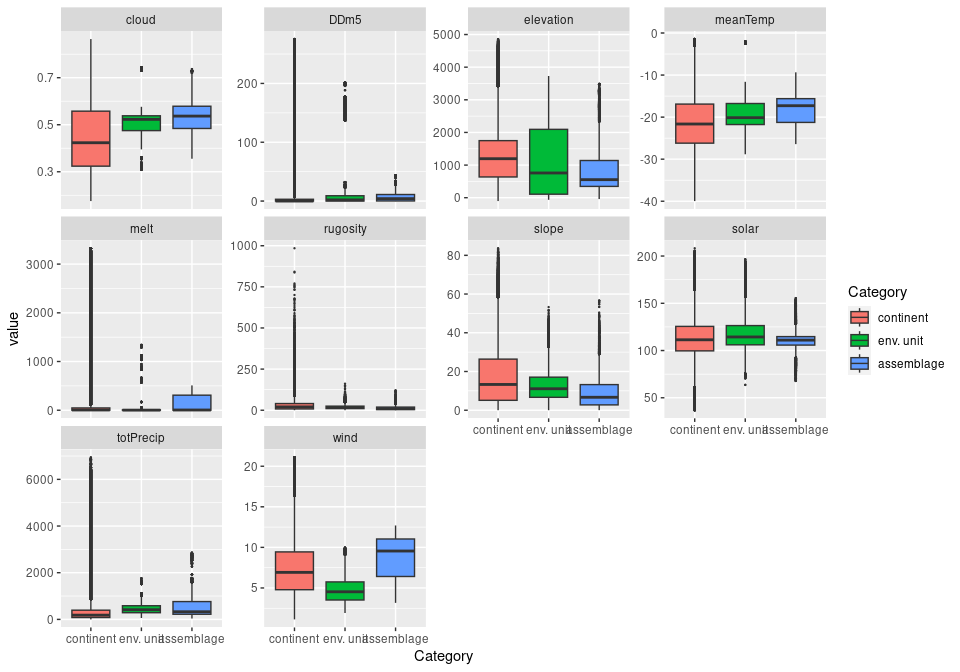 cloud
DDm5
elevation
meanTemp
0.7
0.5
0.3
200
100
0
5000
4000
3000
2000
1000
0
0
-10
-20
-30
-40
melt
rugosity
slope
solar
3000
2000
1000
0
1000
750
500
250
0
80
60
40
20
0
200
150
100
50
continent env. unit assemblage
continent env. unit assemblage
totPrecip
wind
6000
4000
2000
0
20
15
10
5
continent env. unit assemblage
continent env. unit assemblage
value
Category
Category
continent
env. unit
assemblage